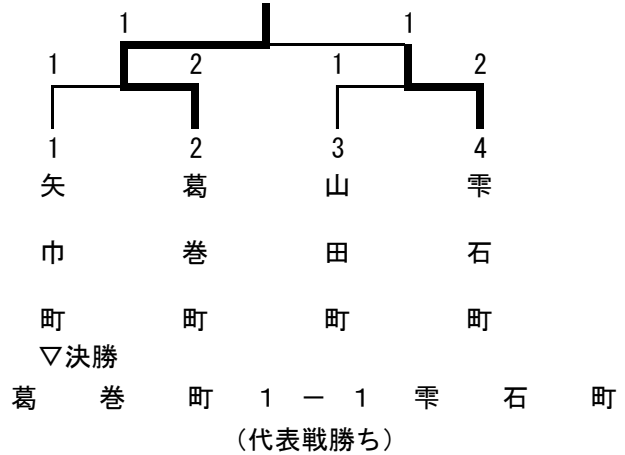 1 1
1 2 1 2
1 2 3 4
矢巾町 葛巻町 山田町 雫石町
▽決勝
葛巻町 1 － 1 雫石町
(代表戦勝ち)